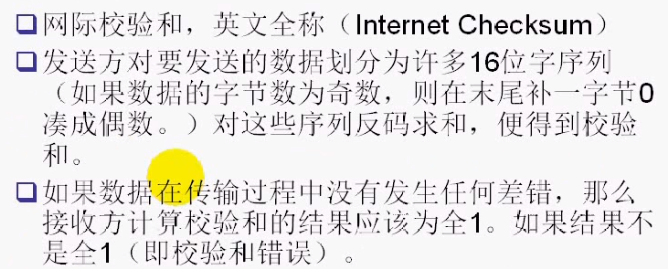 网际校验和，英文全称（Internet Checksum）
发送方对要发送的数据划分为许多16位字序列
（如果数据的字节数为奇数，则在末尾补一字节0
凑成偶数。）对这些序列反码求和，便得到校验
和。
如果数据在传输过程中没有发生任何差错，那么
接收方计算校验和的结果应该为全1。如果结果不
是全1（即校验和错误）。